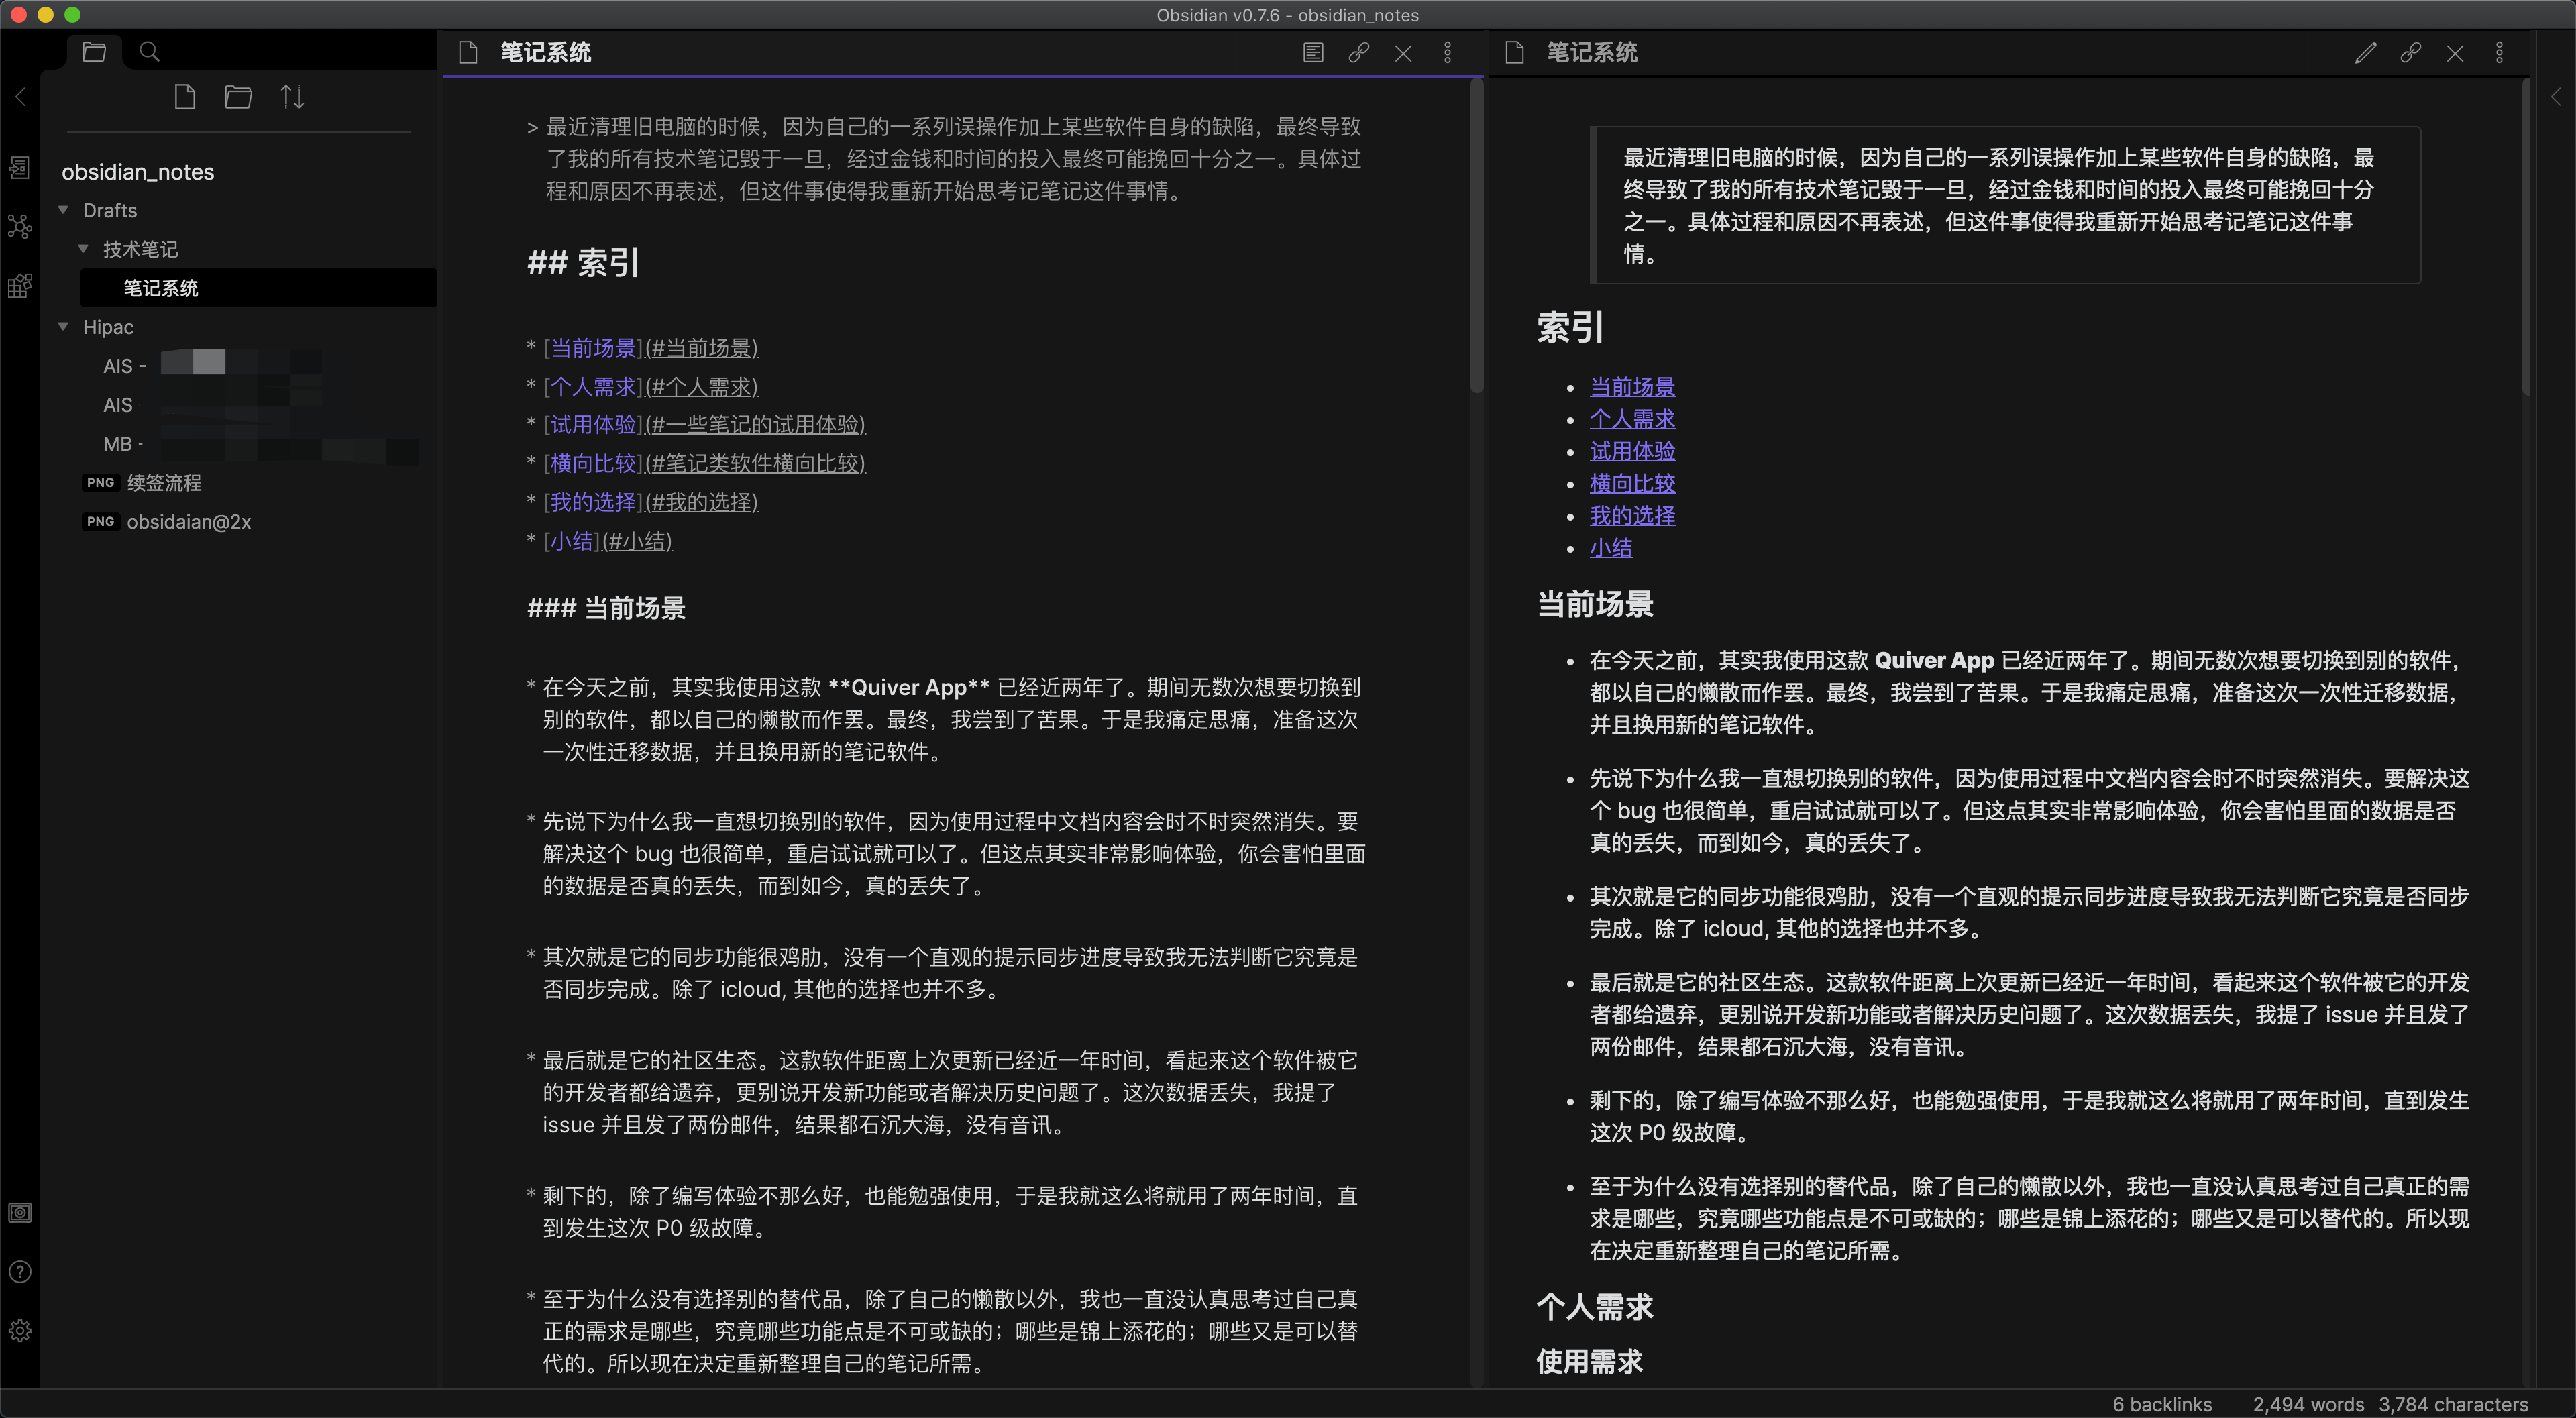 Obsidian v0.7.6 - obsidian_notes
obsidian_notes
Drafts
技术笔记
笔记系统
Hipac
AIS -
AIS
MB -
PNG 续签流程
PNG obsidaian@2x
笔记系统
> 最近清理旧电脑的时候，因为自己的一系列误操作加上某些软件自身的缺陷，最终导致
了我的所有技术笔记毁于一旦，经过金钱和时间的投入最终可能挽回十分之一。具体过
程和原因不再表述，但这件事使得我重新开始思考记笔记这件事情。
## 索引
* [当前场景](#当前场景)
* [个人需求](#个人需求)
* [试用体验](#一些笔记的试用体验)
* [横向比较](#笔记类软件横向比较)
* [我的选择](#我的选择)
* [小结](#小结)
### 当前场景
* 在今天之前，其实我使用这款 **Quiver App** 已经近两年了。期间无数次想要切换到
别的软件，都以自己的懒散而作罢。最终，我尝到了苦果。于是我痛定思痛，准备这次
一次性迁移数据，并且换用新的笔记软件。
* 先说下为什么我一直想切换别的软件，因为使用过程中文档内容会时不时突然消失。要
解决这个 bug 也很简单，重启试试就可以了。但这点其实非常影响体验，你会害怕里面
的数据是否真的丢失，而到如今，真的丢失了。
* 其次就是它的同步功能很鸡肋，没有一个直观的提示同步进度导致我无法判断它究竟是
否同步完成。除了 icloud, 其他的选择也并不多。
* 最后就是它的社区生态。这款软件距离上次更新已经近一年时间，看起来这个软件被它
的开发者都给遗弃，更别说开发新功能或者解决历史问题了。这次数据丢失，我提了
issue 并且发了两份邮件，结果都石沉大海，没有音讯。
* 剩下的，除了编写体验不那么好，也能勉强使用，于是我就这么将就用了两年时间，直
到发生这次 P0 级故障。
* 至于为什么没有选择别的替代品，除了自己的懒散以外，我也一直没认真思考过自己真
正的需求是哪些，究竟哪些功能点是不可或缺的；哪些是锦上添花的；哪些又是可以替
代的。所以现在决定重新整理自己的笔记所需。
笔记系统
最近清理旧电脑的时候，因为自己的一系列误操作加上某些软件自身的缺陷，最
终导致了我的所有技术笔记毁于一旦，经过金钱和时间的投入最终可能挽回十分
之一。具体过程和原因不再表述，但这件事使得我重新开始思考记笔记这件事
情。
索引
• 当前场景
• 个人需求
• 试用体验
• 横向比较
• 我的选择
• 小结
当前场景
• 在今天之前，其实我使用这款 Quiver App 已经近两年了。期间无数次想要切换到别的软件，
都以自己的懒散而作罢。最终，我尝到了苦果。于是我痛定思痛，准备这次一次性迁移数据，
并且换用新的笔记软件。
• 先说下为什么我一直想切换别的软件，因为使用过程中文档内容会时不时突然消失。要解决这
个 bug 也很简单，重启试试就可以了。但这点其实非常影响体验，你会害怕里面的数据是否
真的丢失，而到如今，真的丢失了。
• 其次就是它的同步功能很鸡肋，没有一个直观的提示同步进度导致我无法判断它究竟是否同步
完成。除了 icloud, 其他的选择也并不多。
• 最后就是它的社区生态。这款软件距离上次更新已经近一年时间，看起来这个软件被它的开发
者都给遗弃，更别说开发新功能或者解决历史问题了。这次数据丢失，我提了 issue 并且发了
两份邮件，结果都石沉大海，没有音讯。
• 剩下的，除了编写体验不那么好，也能勉强使用，于是我就这么将就用了两年时间，直到发生
这次 P0 级故障。
• 至于为什么没有选择别的替代品，除了自己的懒散以外，我也一直没认真思考过自己真正的需
求是哪些，究竟哪些功能点是不可或缺的；哪些是锦上添花的；哪些又是可以替代的。所以现
在决定重新整理自己的笔记所需。
个人需求
使用需求
6 backlinks 2,494 words 3,784 characters